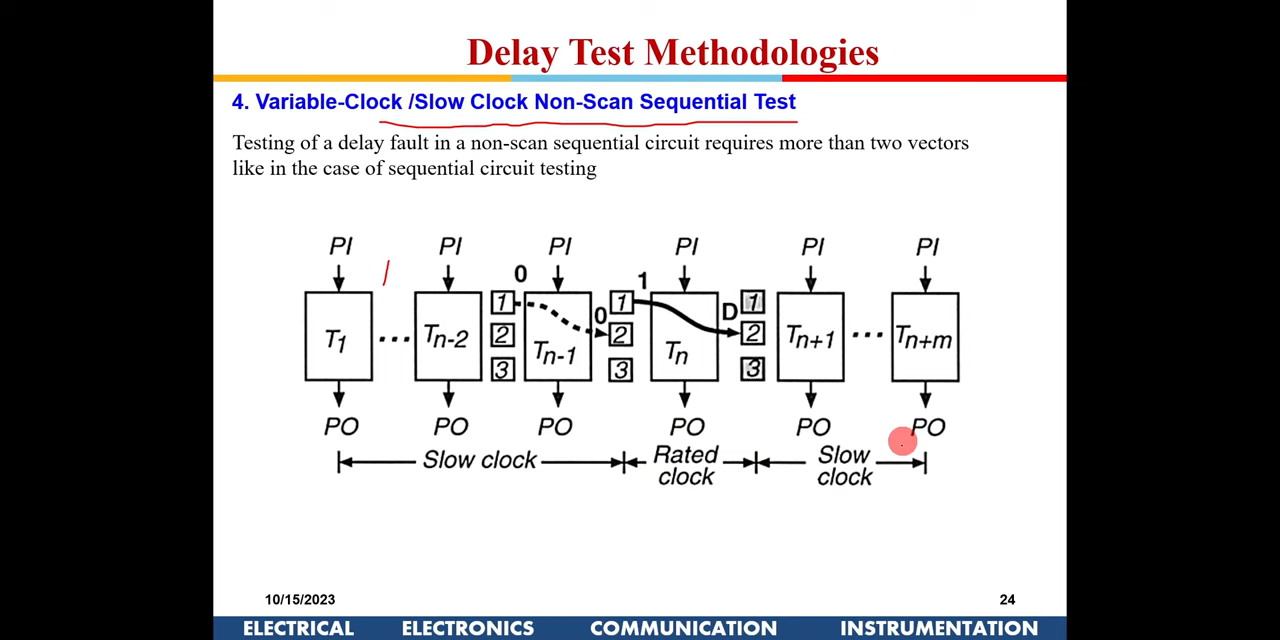 Delay Test Methodologies
4. Variable-Clock /Slow Clock Non-Scan Sequential Test
Testing of a delay fault in a non-scan sequential circuit requires more than two vectors
like in the case of sequential circuit testing
PI PI PI PI PI PI
0 1
1 1 D 1
T1 ... Tn-2 2 Tn-1 0 2 Tn 2 Tn+1 ... Tn+m
3 3 3
PO PO PO PO PO PO
Slow clock Rated clock Slow clock
10/15/2023 24
ELECTRICAL ELECTRONICS COMMUNICATION INSTRUMENTATION